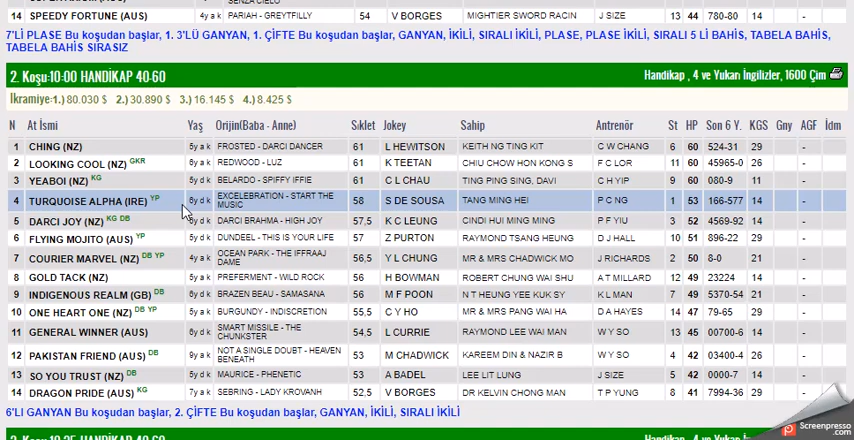 SENZA CIELO
14 SPEEDY FORTUNE (AUS) 4y a k PARIAH - GREYTFILLY 54 V BORGES MIGHTIER SWORD RACIN J SIZE 13 44 780-80 14
7'Lİ PLASE Bu koşudan başlar, 1. 3'LÜ GANYAN, 1. ÇİFTE Bu koşudan başlar, GANYAN, İKİLİ, SIRALI İKİLİ, PLASE, PLASE İKİLİ, SIRALI 5 Lİ BAHİS, TABELA BAHİS,
TABELA BAHİS SIRASIZ
2. Koşu:10:00 HANDİKAP 40-60 Handikap , 4 ve Yukarı İngilizler, 1600 Çim
İkramiye:1.) 80.030 $ 2.) 30.890 $ 3.) 16.145 $ 4.) 8.425 $
N At İsmi Yaş Orijin(Baba - Anne) Sıklet Jokey Sahip Antrenör St HP Son 6 Y. KGS Gny AGF İdm
1 CHING (NZ) 5y a k FROSTED - DARCI DANCER 61 L HEWITSON KEITH NG TING KIT C W CHANG 6 60 524-31 29 -
2 LOOKING COOL (NZ) GKR 6y a k REDWOOD - LUZ 61 K TEETAN CHIU CHOW HON KONG S F C LOR 11 60 45965-0 26 -
3 YEABOI (NZ) KG 5y d k BELARDO - SPIFFY IFFIE 61 C L CHAU TING PING SING, DAVI C H YIP 9 60 080-9 11 -
4 TURQUOISE ALPHA (IRE) YP 6y d k EXCELEBRATION - START THE MUSIC 58 S DE SOUSA TANG MING HEI P C NG 1 53 166-577 14 -
5 DARCI JOY (NZ) KG DB 6y d k DARCI BRAHMA - HIGH JOY 57,5 K C LEUNG CINDI HUI MING MING P F YIU 3 52 4569-92 14 -
6 FLYING MOJITO (AUS) YP 5y d k DUNDEEL - THIS IS YOUR LIFE 57 Z PURTON RAYMOND TSANG HEUNG D J HALL 10 51 896-22 29 -
7 COURIER MARVEL (NZ) DB YP 4y a k OCEAN PARK - THE IFFRAAJ DAME 56,5 Y L CHUNG MR & MRS CHADWICK MO J RICHARDS 2 50 8-0 21 -
8 GOLD TACK (NZ) 5y a k PREFERMENT - WILD ROCK 56 H BOWMAN ROBERT CHUNG WAI SHU A T MILLARD 12 49 23224 14 -
9 INDIGENOUS REALM (GB) DB 6y d k BRAZEN BEAU - SAMASANA 56 M F POON N T HEUNG YEE KUK SY K L MAN 7 49 5370-54 21 -
10 ONE HEART ONE (NZ) DB YP 5y a k BURGUNDY - INDISCRETION 55,5 C Y HO MR & MRS PANG WAI HA D A HAYES 14 47 79-65 29 -
11 GENERAL WINNER (AUS) 6y d k SMART MISSILE - THE CHUNKSTER 54,5 L CURRIE RAYMOND LEE WAI MAN W Y SO 13 45 00700-6 14 -
12 PAKISTAN FRIEND (AUS) DB 9y a k NOT A SINGLE DOUBT - HEAVEN BENEATH 53 M CHADWICK KAREEM DIN & NAZIR B W Y SO 4 42 03400-4 26 -
13 SO YOU TRUST (NZ) DB 5y d k MAURICE - PHENETIC 53 A BADEL LEE LIT LUNG J SIZE 5 42 0000-7 14 -
14 DRAGON PRIDE (AUS) KG 7y a k SEBRING - LADY KROVANH 52,5 V BORGES DR KELVIN CHONG MAN T P YUNG 8 41 7994-36 29 -
6'LI GANYAN Bu koşudan başlar, 2. ÇİFTE Bu koşudan başlar, GANYAN, İKİLİ, SIRALI İKİLİ
Screenpresso
.com